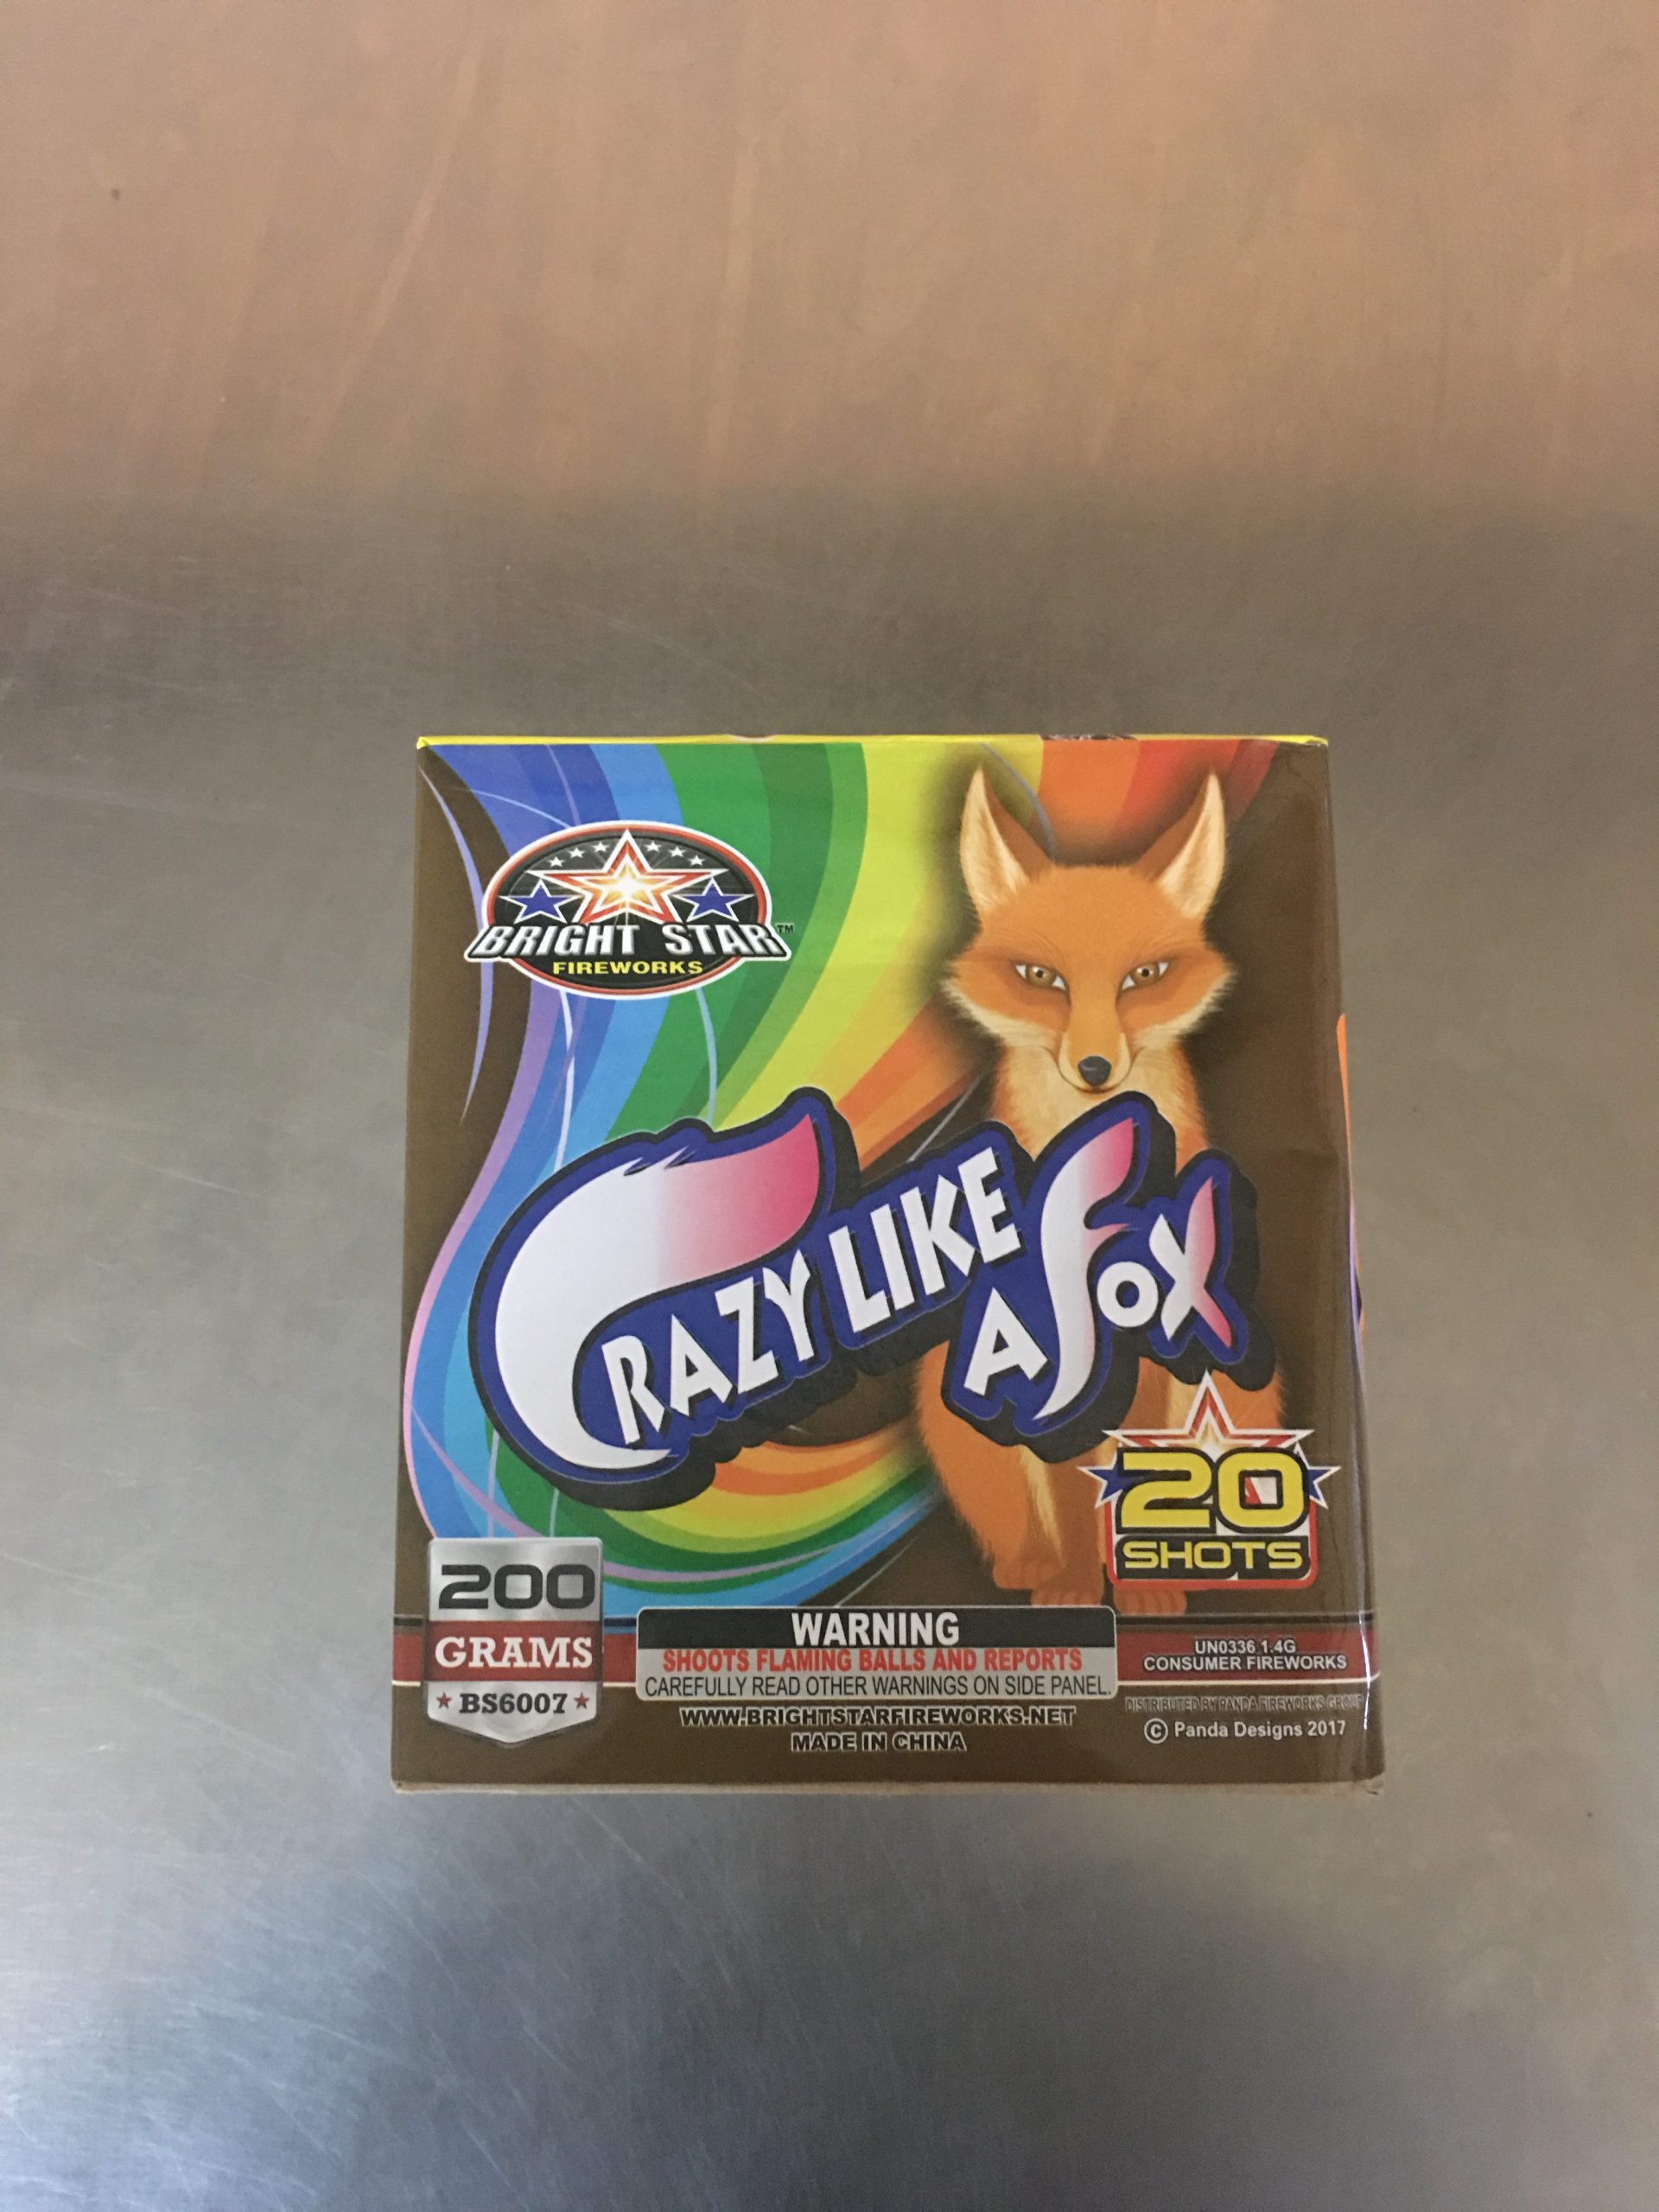 BRIGHT STAR™
FIREWORKS
CRAZY LIKE
A FOX
20
SHOTS
200
GRAMS
BS6007
WARNING
SHOOTS FLAMING BALLS AND REPORTS
CAREFULLY READ OTHER WARNINGS ON SIDE PANEL.
WWW.BRIGHTSTARFIREWORKS.NET
MADE IN CHINA
UN0336 1.4G
CONSUMER FIREWORKS
DISTRIBUTED BY PANDA FIREWORKS GROUP
© Panda Designs 2017